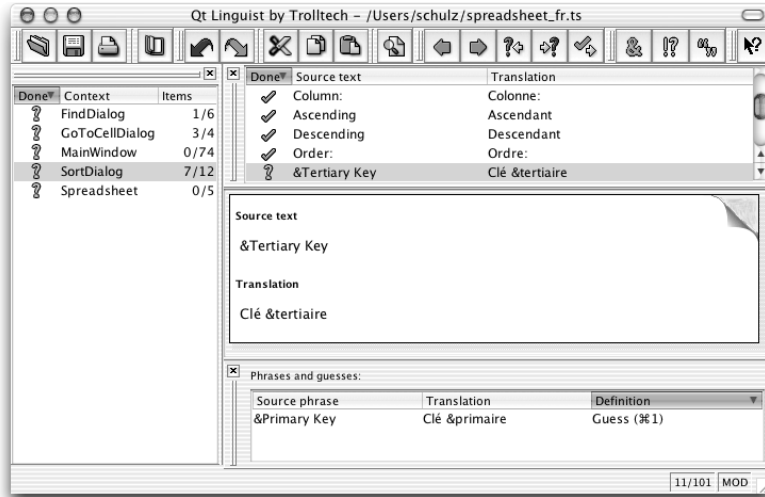 Qt Linguist by Trolltech – /Users/schulz/spreadsheet_fr.ts
Done Context Items
FindDialog 1/6
GoToCellDialog 3/4
MainWindow 0/74
SortDialog 7/12
Spreadsheet 0/5
Done Source text Translation
Column: Colonne:
Ascending Ascendant
Descending Descendant
Order: Ordre:
&Tertiary Key Clé &tertiaire
Source text
&Tertiary Key
Translation
Clé &tertiaire
Phrases and guesses:
Source phrase Translation Definition
&Primary Key Clé &primaire Guess (⌘1)
11/101 MOD